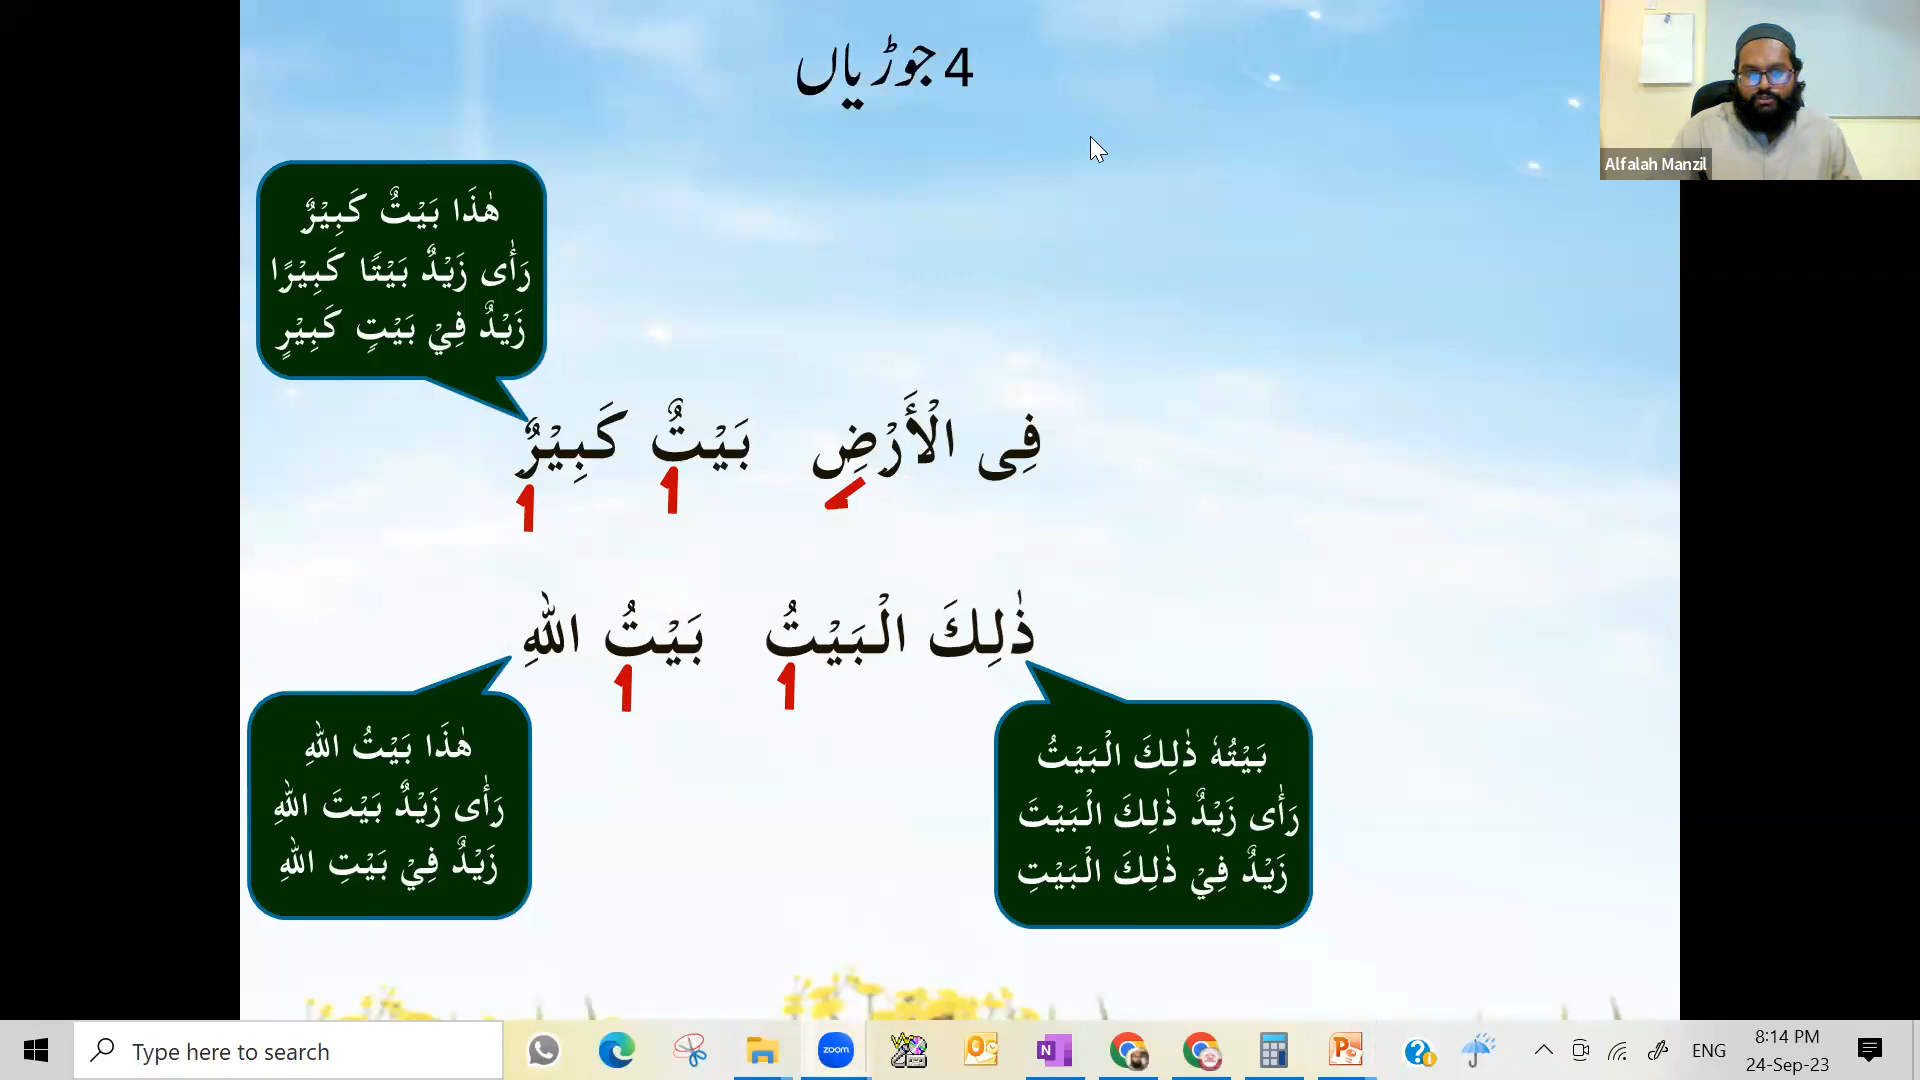 4 جوڑیاں
Alfalah Manzil
هٰذَا بَيْتٌ كَبِيْرٌ
رَأٰى زَيْدٌ بَيْتًا كَبِيْرًا
زَيْدٌ فِيْ بَيْتٍ كَبِيْرٍ
فِى الْأَرْضِ بَيْتٌ كَبِيْرٌ
1 1
ذٰلِكَ الْبَيْتُ بَيْتُ اللهِ
1 1
بَيْتُهٗ ذٰلِكَ الْبَيْتُ
رَأٰى زَيْدٌ ذٰلِكَ الْبَيْتَ
زَيْدٌ فِيْ ذٰلِكَ الْبَيْتِ
هٰذَا بَيْتُ اللهِ
رَأٰى زَيْدٌ بَيْتَ اللهِ
زَيْدٌ فِيْ بَيْتِ اللهِ
Type here to search
zoom
ENG
8:14 PM
24-Sep-23